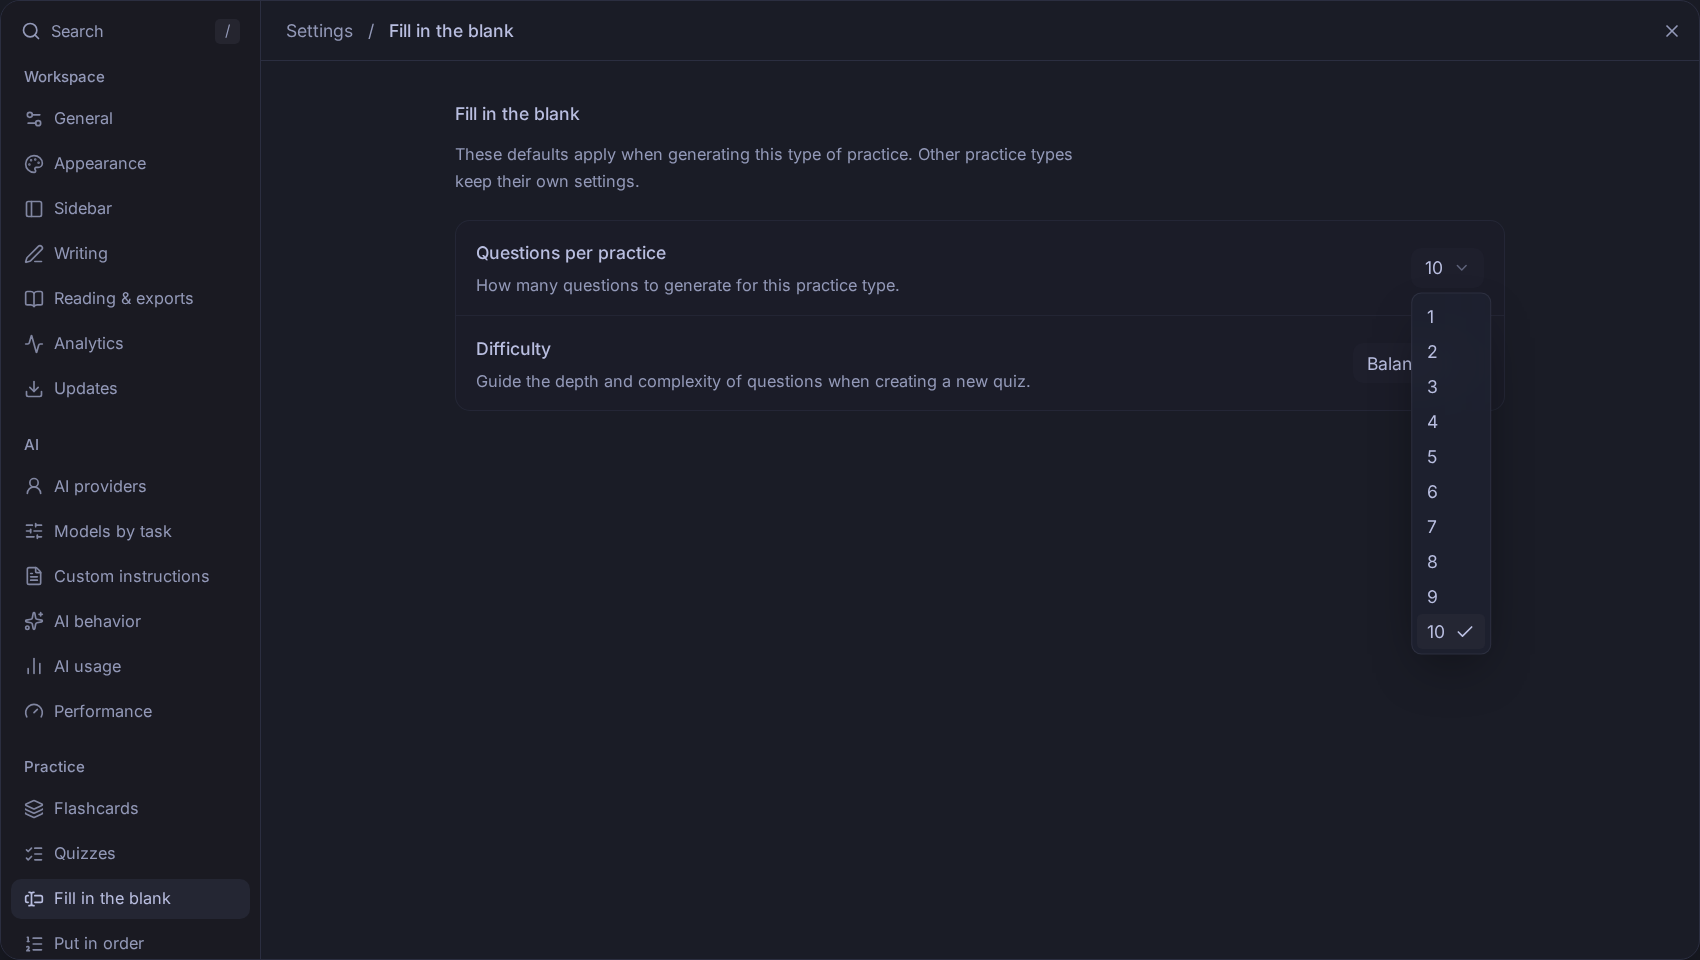 Search
/
Workspace
General
Appearance
Sidebar
Writing
Reading & exports
Analytics
Updates
AI
AI providers
Models by task
Custom instructions
AI behavior
AI usage
Performance
Practice
Flashcards
Quizzes
Fill in the blank
Put in order
Settings / Fill in the blank
Fill in the blank
These defaults apply when generating this type of practice. Other practice types
keep their own settings.
Questions per practice
How many questions to generate for this practice type.
10
Difficulty
Guide the depth and complexity of questions when creating a new quiz.
Balan
1
2
3
4
5
6
7
8
9
10